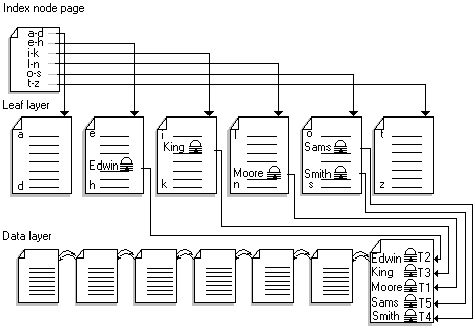 Index node page
a-d
e-h
i-k
l-n
o-s
t-z
Leaf layer
a
d
e
Edwin
h
i
King
k
l
Moore
n
o
Sams
Smith
s
t
z
Data layer
Edwin T2
King T3
Moore T1
Sams T5
Smith T4